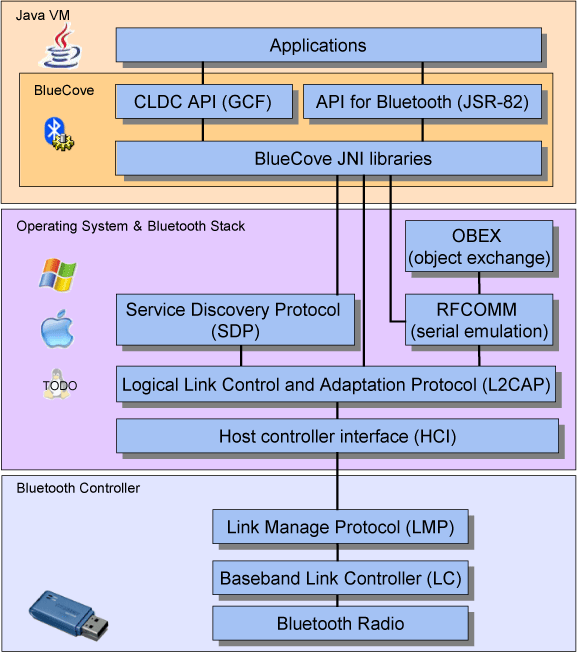 Java VM
Applications
BlueCove
CLDC API (GCF)
API for Bluetooth (JSR-82)
BlueCove JNI libraries
Operating System & Bluetooth Stack
OBEX
(object exchange)
Service Discovery Protocol
(SDP)
RFCOMM
(serial emulation)
TODO
Logical Link Control and Adaptation Protocol (L2CAP)
Host controller interface (HCI)
Bluetooth Controller
Link Manage Protocol (LMP)
Baseband Link Controller (LC)
Bluetooth Radio